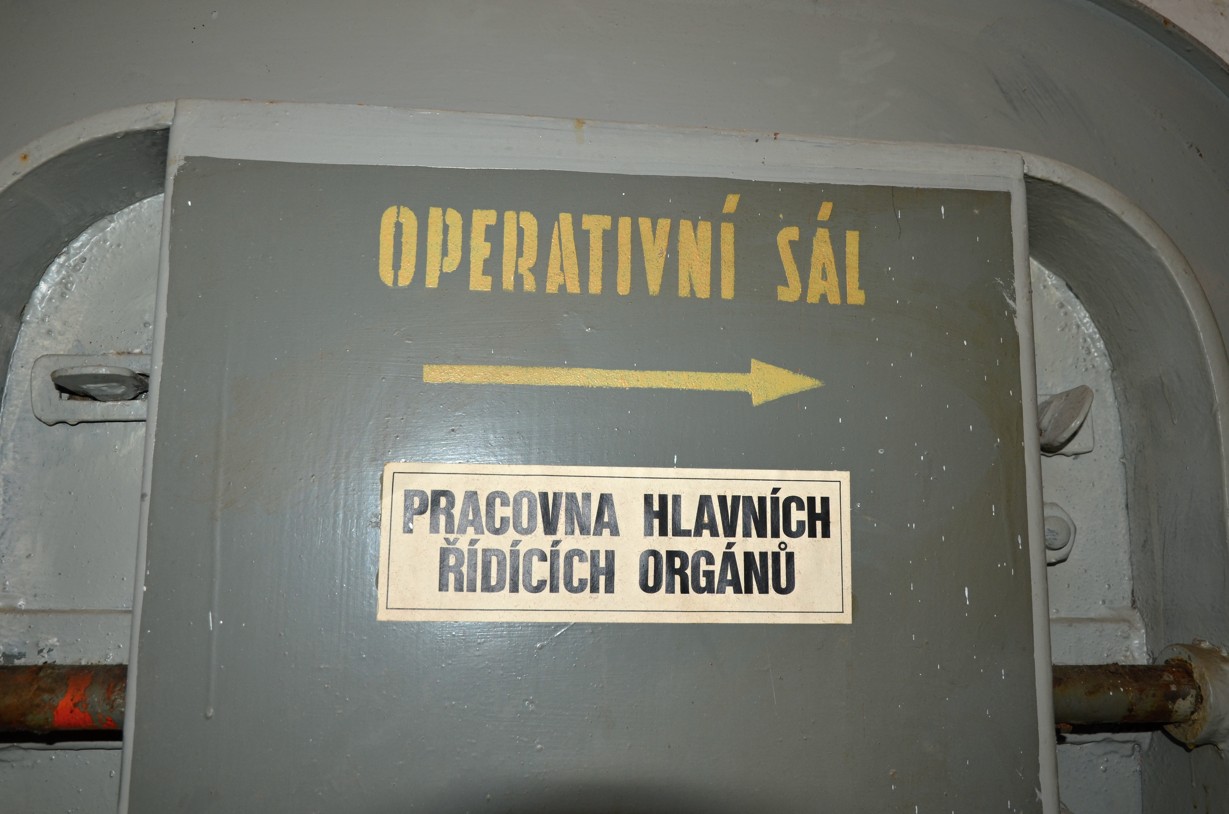 OPERATIVNÍ SÁL
PRACOVNA HLAVNÍCH
ŘÍDÍCÍCH ORGÁNŮ